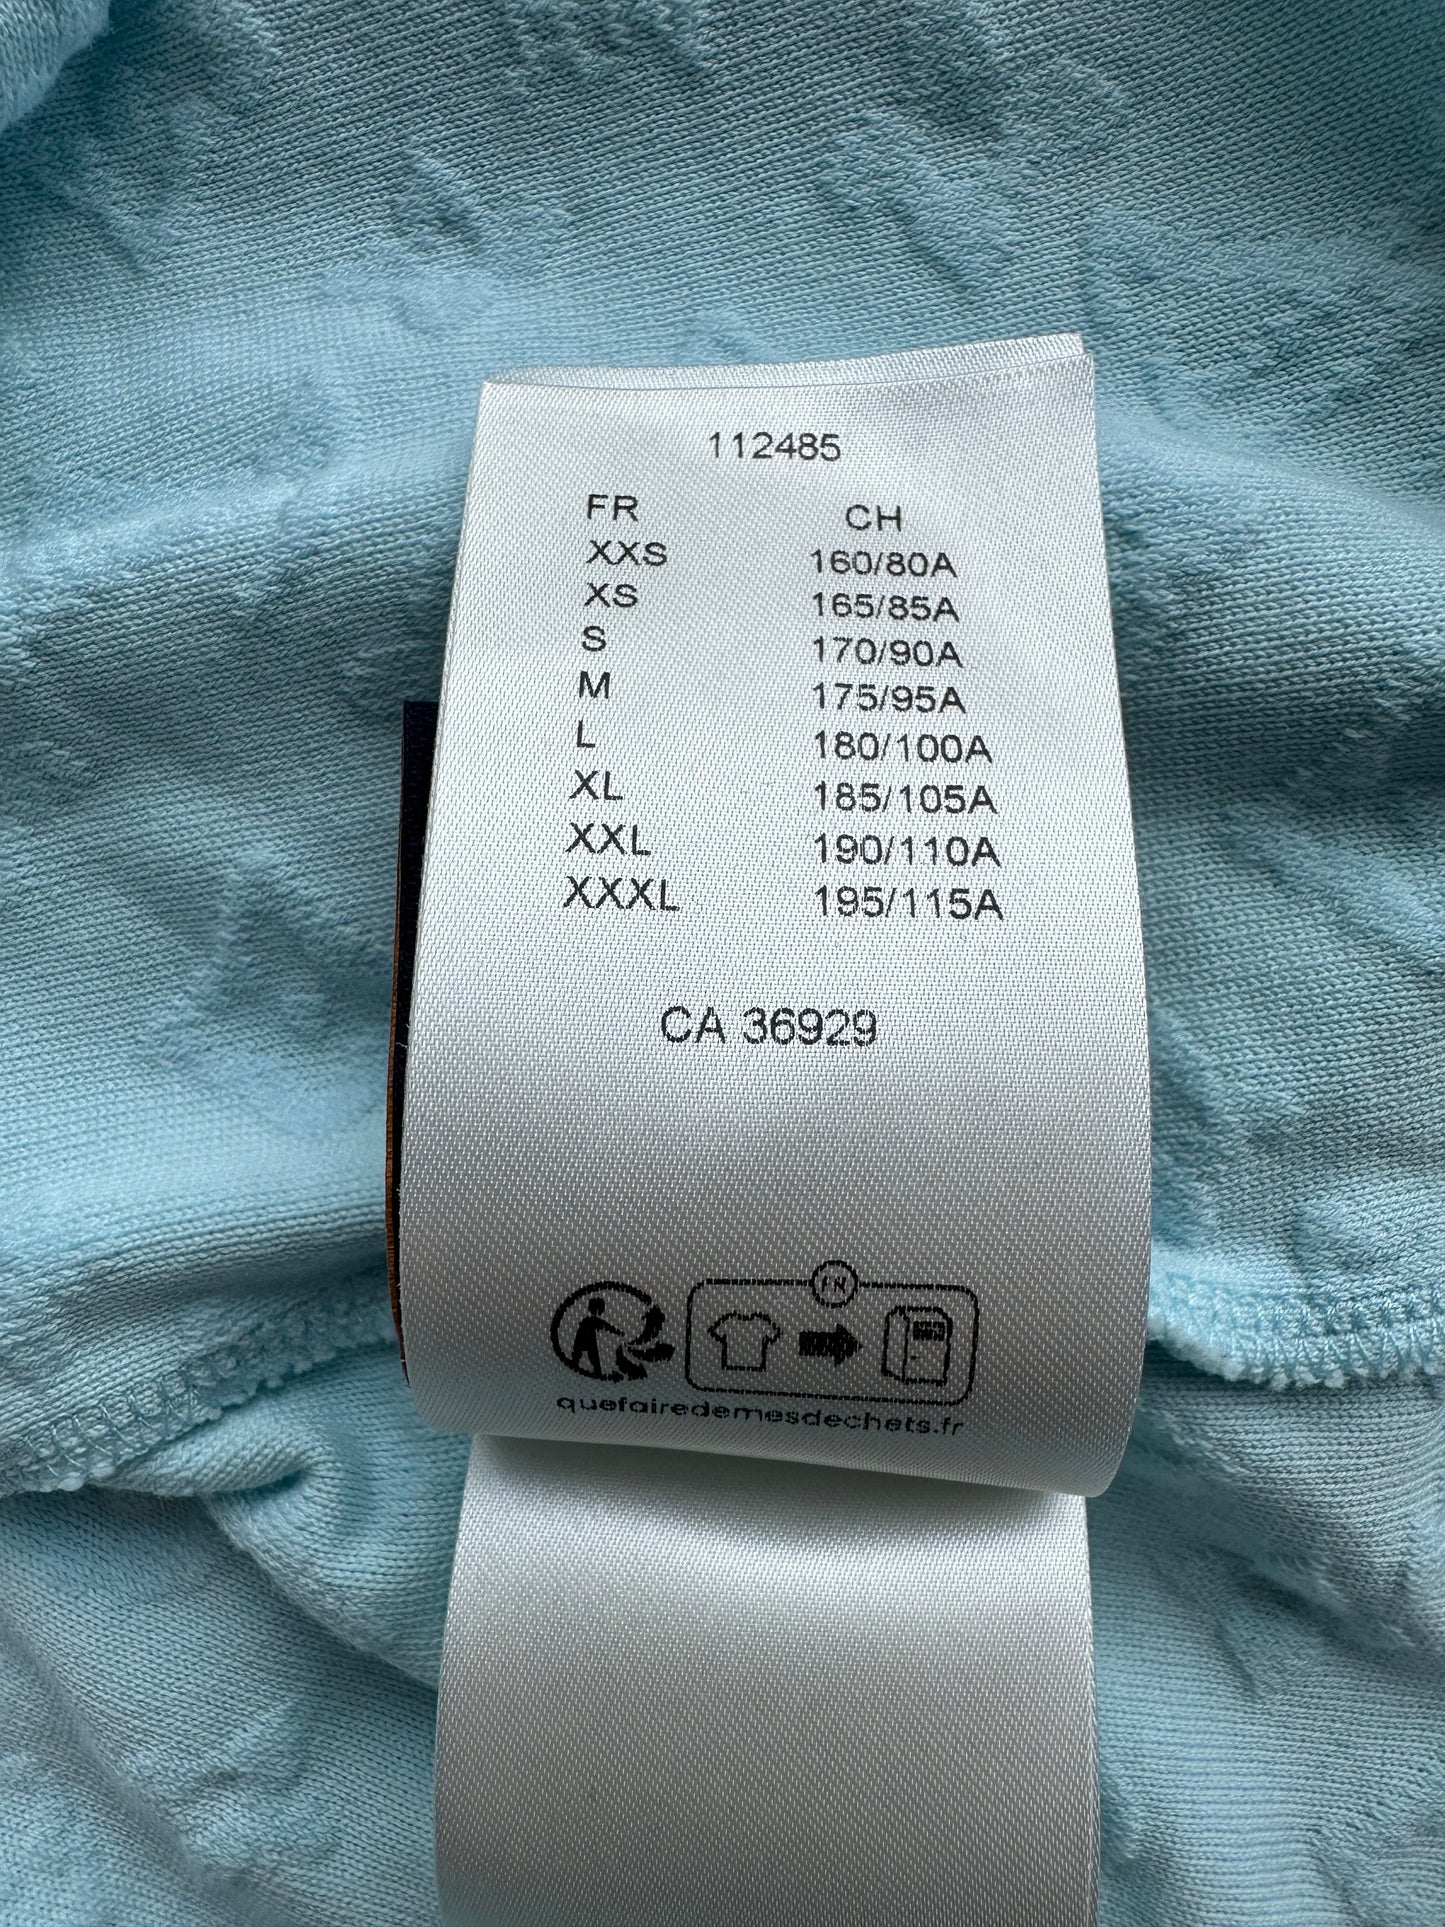 112485
FR CH
XXS 160/80A
XS 165/85A
S 170/90A
M 175/95A
L 180/100A
XL 185/105A
XXL 190/110A
XXXL 195/115A
CA 36929
FR
quefairedemesdechets.fr